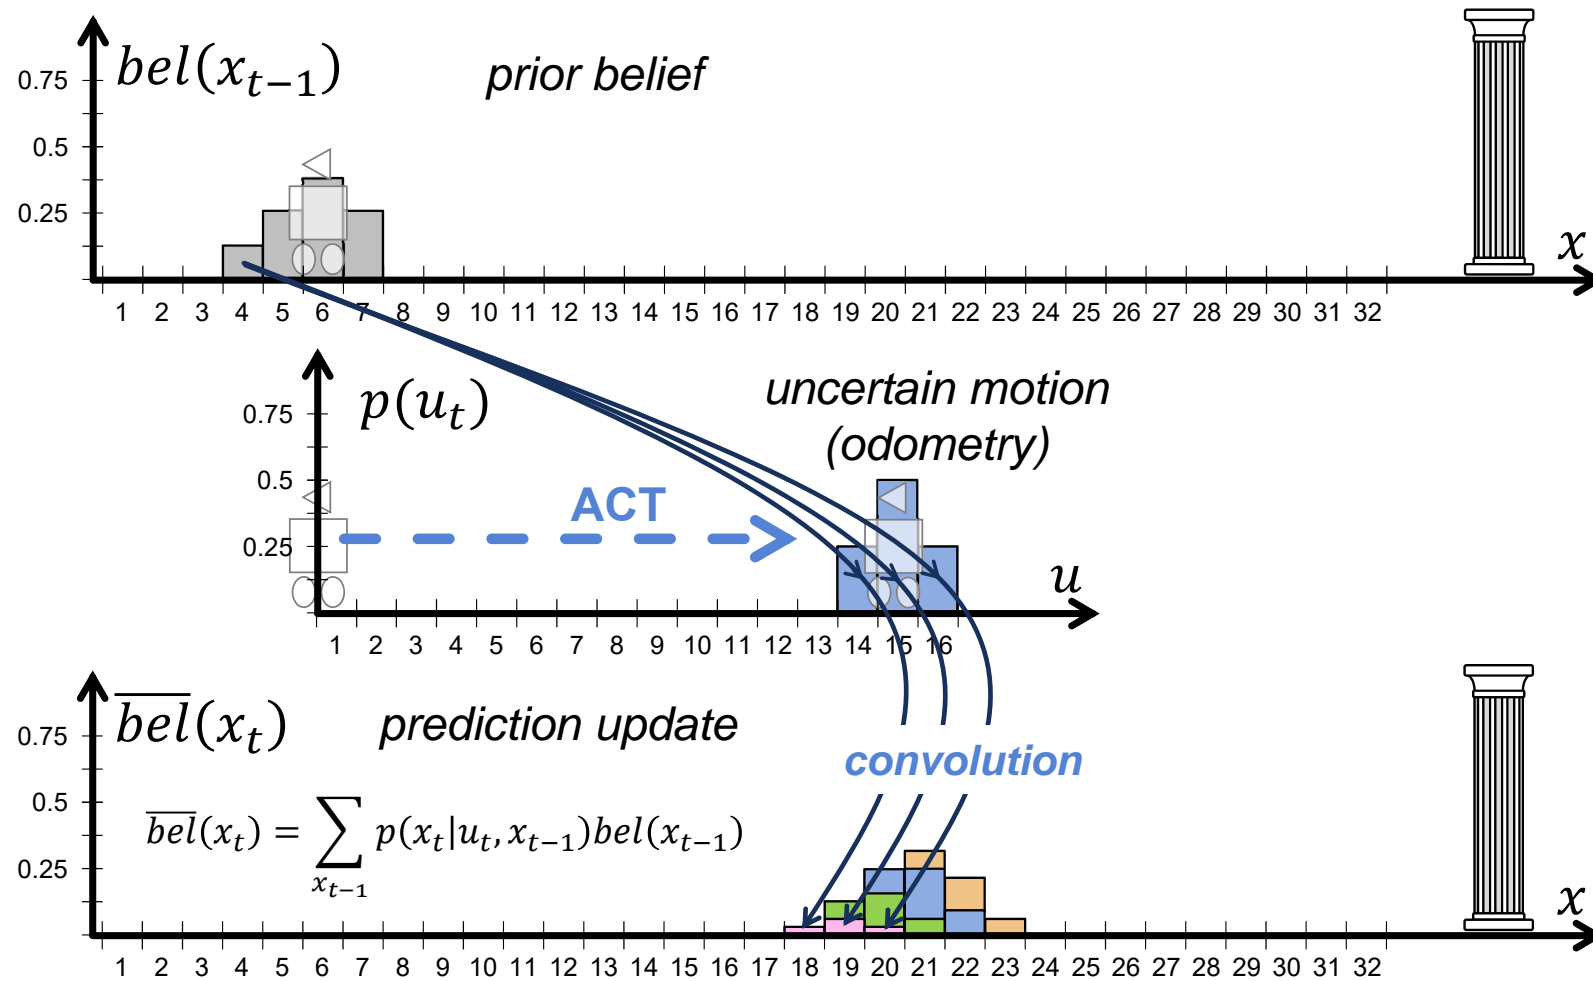 bel(x_{t−1})
prior belief
0.75
0.5
0.25
x
1 2 3 4 5 6 7 8 9 10 11 12 13 14 15 16 17 18 19 20 21 22 23 24 25 26 27 28 29 30 31 32
p(u_t)
uncertain motion
(odometry)
0.75
0.5
0.25
ACT
u
1 2 3 4 5 6 7 8 9 10 11 12 13 14 15 16
\overline{bel}(x_t)
prediction update
0.75
0.5
0.25
convolution
\overline{bel}(x_t) = \sum_{x_{t−1}} p(x_t|u_t, x_{t−1})bel(x_{t−1})
x
1 2 3 4 5 6 7 8 9 10 11 12 13 14 15 16 17 18 19 20 21 22 23 24 25 26 27 28 29 30 31 32